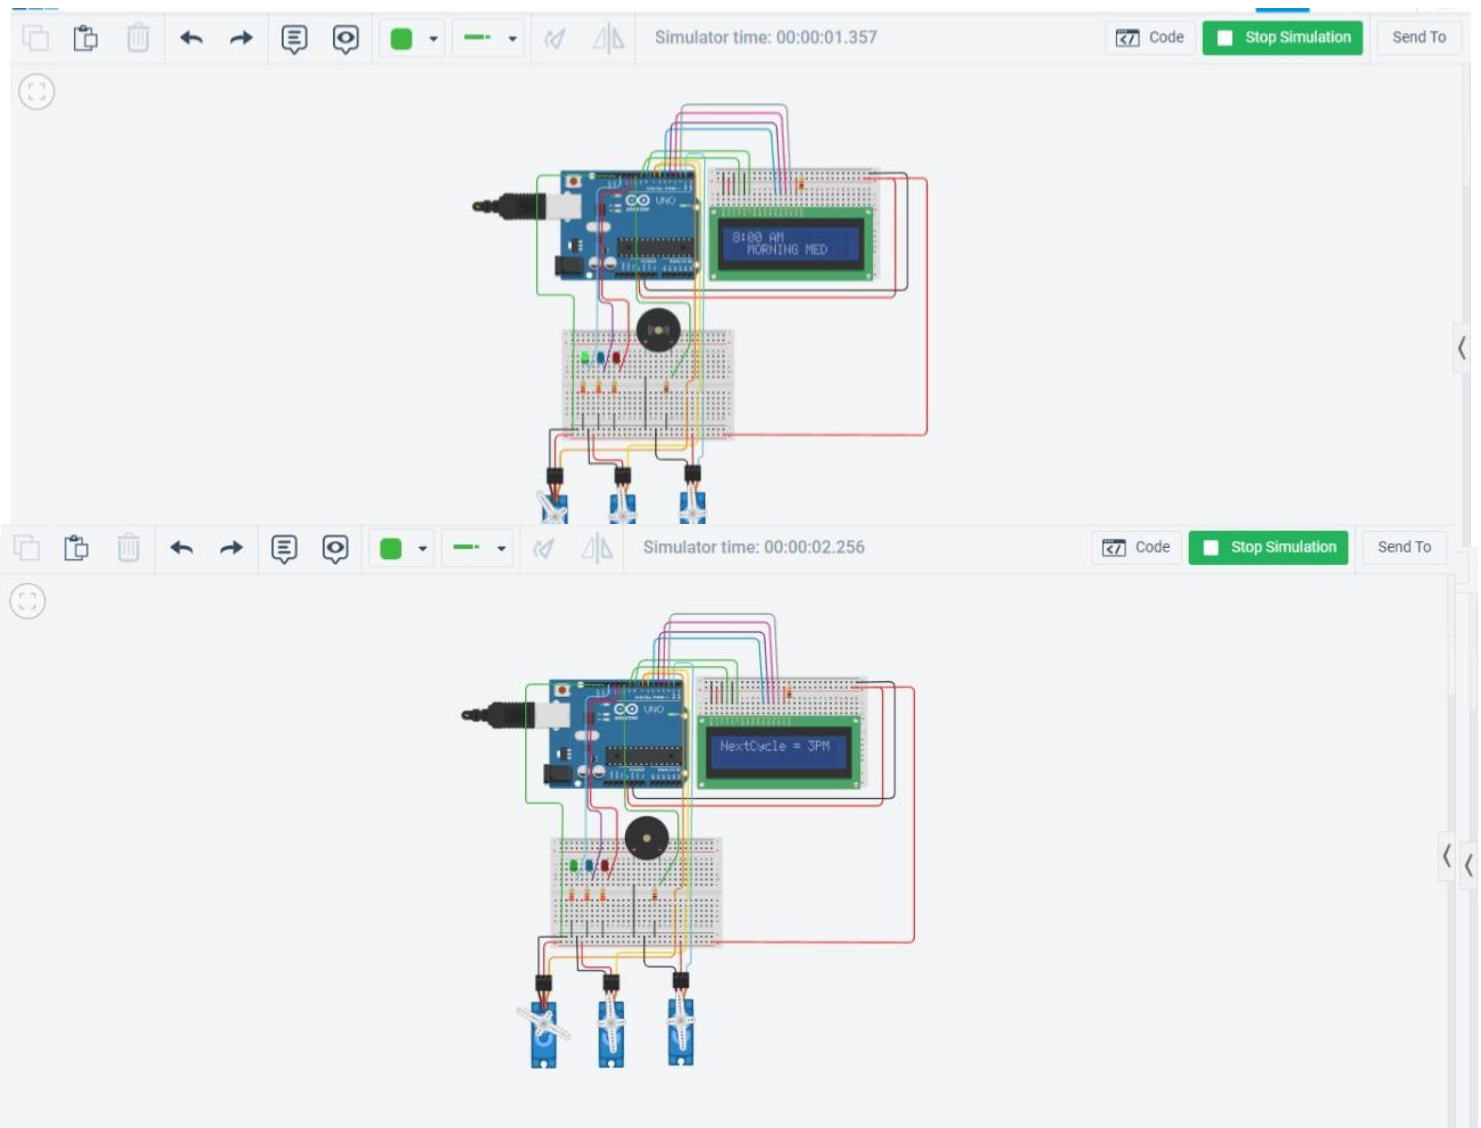 Simulator time: 00:00:01.357
Code
Stop Simulation
Send To
UNO
8:00 AM
MORNING MED
Simulator time: 00:00:02.256
Code
Stop Simulation
Send To
UNO
NextCycle = 3PM